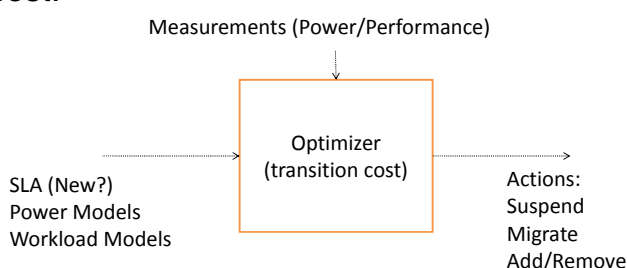 Measurements (Power/Performance)
Optimizer
(transition cost)
SLA (New?)
Power Models
Workload Models
Actions:
Suspend
Migrate
Add/Remove